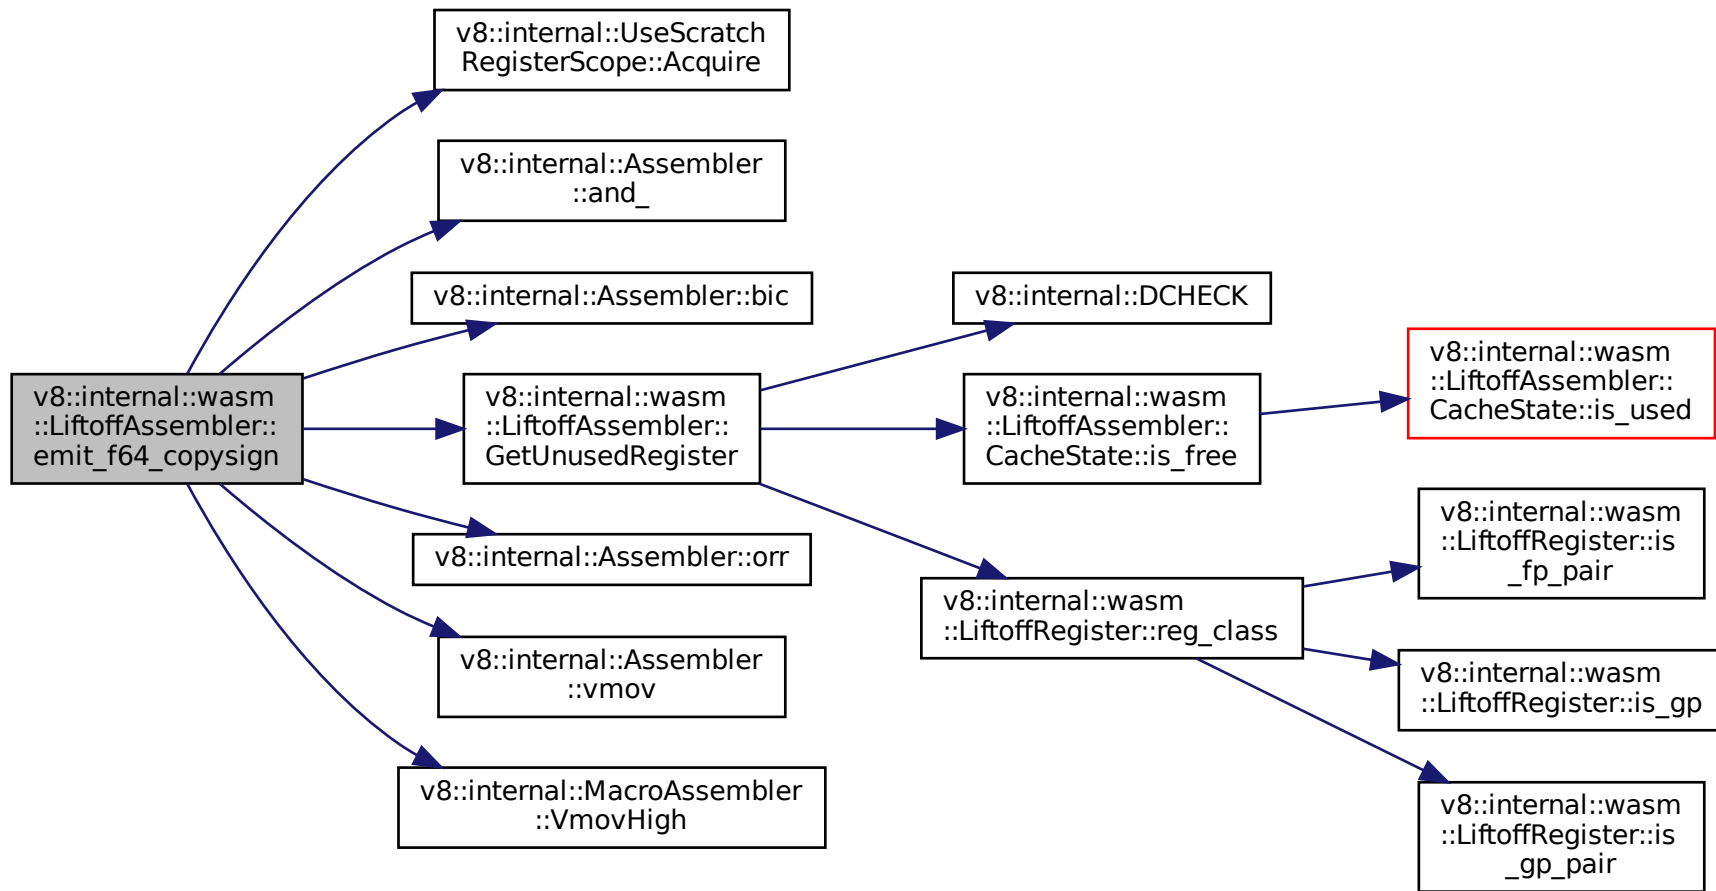 v8::internal::UseScratch
RegisterScope::Acquire
v8::internal::Assembler
::and_
v8::internal::Assembler::bic
v8::internal::DCHECK
v8::internal::wasm
::LiftoffAssembler::
CacheState::is_used
v8::internal::wasm
::LiftoffAssembler::
emit_f64_copysign
v8::internal::wasm
::LiftoffAssembler::
GetUnusedRegister
v8::internal::wasm
::LiftoffAssembler::
CacheState::is_free
v8::internal::wasm
::LiftoffRegister::is
_fp_pair
v8::internal::Assembler::orr
v8::internal::wasm
::LiftoffRegister::reg_class
v8::internal::Assembler
::vmov
v8::internal::wasm
::LiftoffRegister::is_gp
v8::internal::MacroAssembler
::VmovHigh
v8::internal::wasm
::LiftoffRegister::is
_gp_pair